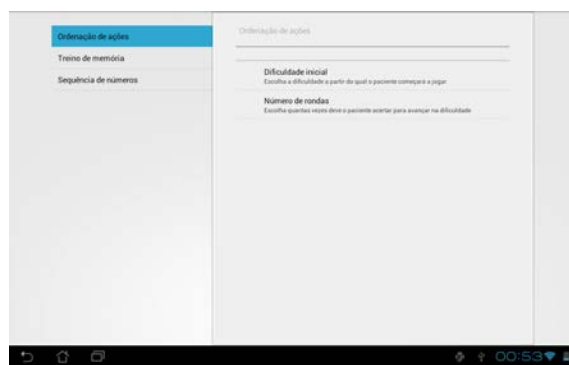 Ordenação de ações
Treino de memória
Sequência de números
Ordenação de ações
Dificuldade inicial
Escolha a dificuldade a partir do qual o paciente começará a jogar
Número de rondas
Escolha quantas vezes deve o paciente acertar para avançar na dificuldade
00:53